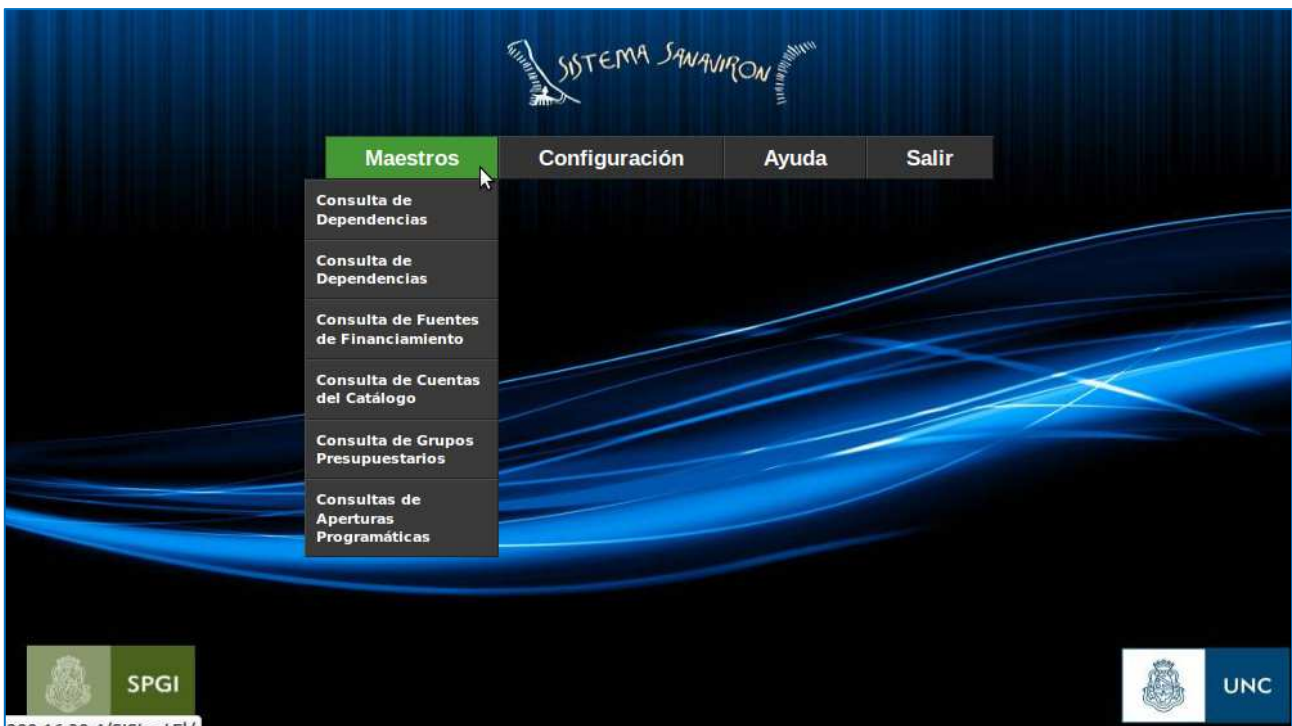 SISTEMA SANAVIRON
Maestros Configuración Ayuda Salir
Consulta de
Dependencias
Consulta de
Dependencias
Consulta de Fuentes
de Financiamiento
Consulta de Cuentas
del Catálogo
Consulta de Grupos
Presupuestarios
Consultas de
Aperturas
Programáticas
SPGI
UNC